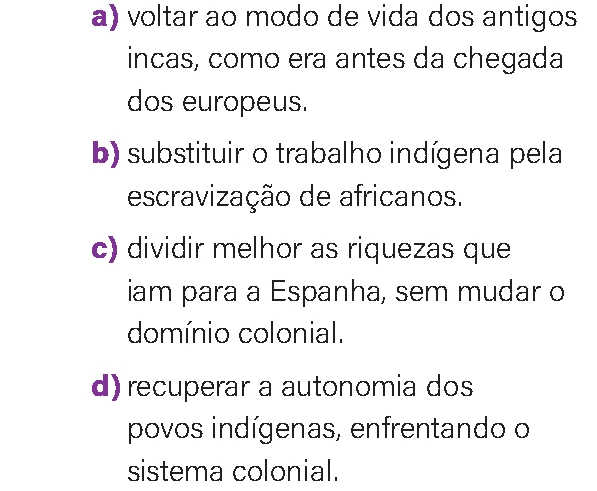 a) voltar ao modo de vida dos antigos
incas, como era antes da chegada
dos europeus.
b) substituir o trabalho indígena pela
escravização de africanos.
c) dividir melhor as riquezas que
iam para a Espanha, sem mudar o
domínio colonial.
d) recuperar a autonomia dos
povos indígenas, enfrentando o
sistema colonial.